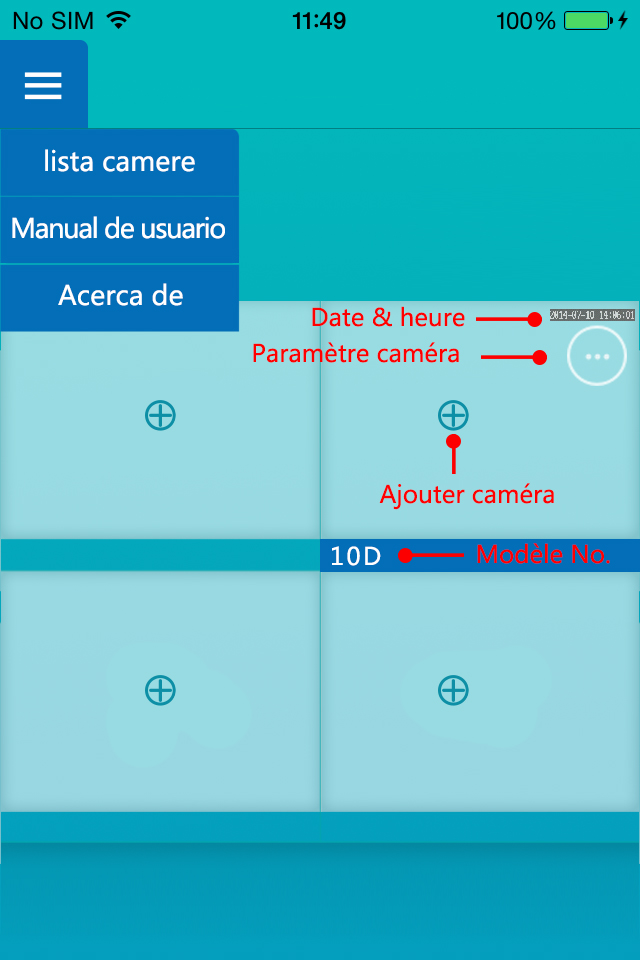 No SIM 11:49 100%
lista camere
Manual de usuario
Acerca de
Date & heure 2014-07-10 14:06:01
Paramètre caméra
Ajouter caméra
10D Modèle No.